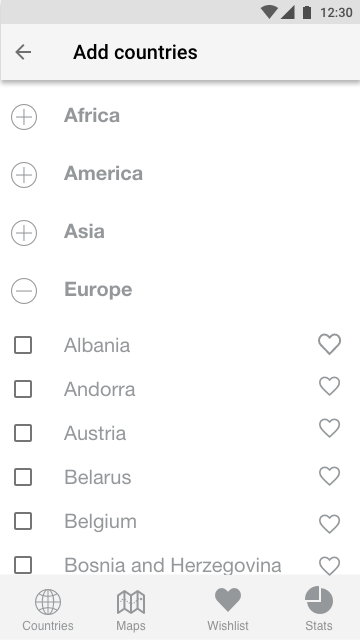 12:30
Add countries
Africa
America
Asia
Europe
Albania
Andorra
Austria
Belarus
Belgium
Bosnia and Herzegovina
Countries Maps Wishlist Stats